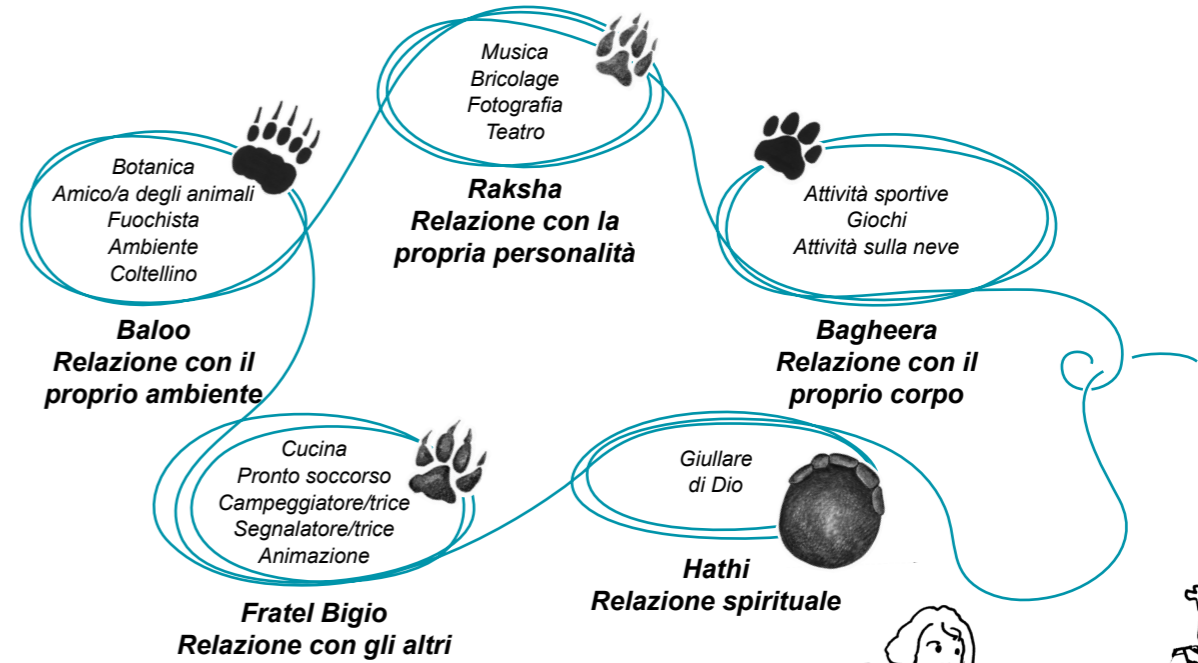 Musica
Bricolage
Fotografia
Teatro
Raksha
Relazione con la
propria personalità
Botanica
Amico/a degli animali
Fuochista
Ambiente
Coltellino
Baloo
Relazione con il
proprio ambiente
Attività sportive
Giochi
Attività sulla neve
Bagheera
Relazione con il
proprio corpo
Cucina
Pronto soccorso
Campeggiatore/trice
Segnalatore/trice
Animazione
Fratel Bigio
Relazione con gli altri
Giullare
di Dio
Hathi
Relazione spirituale